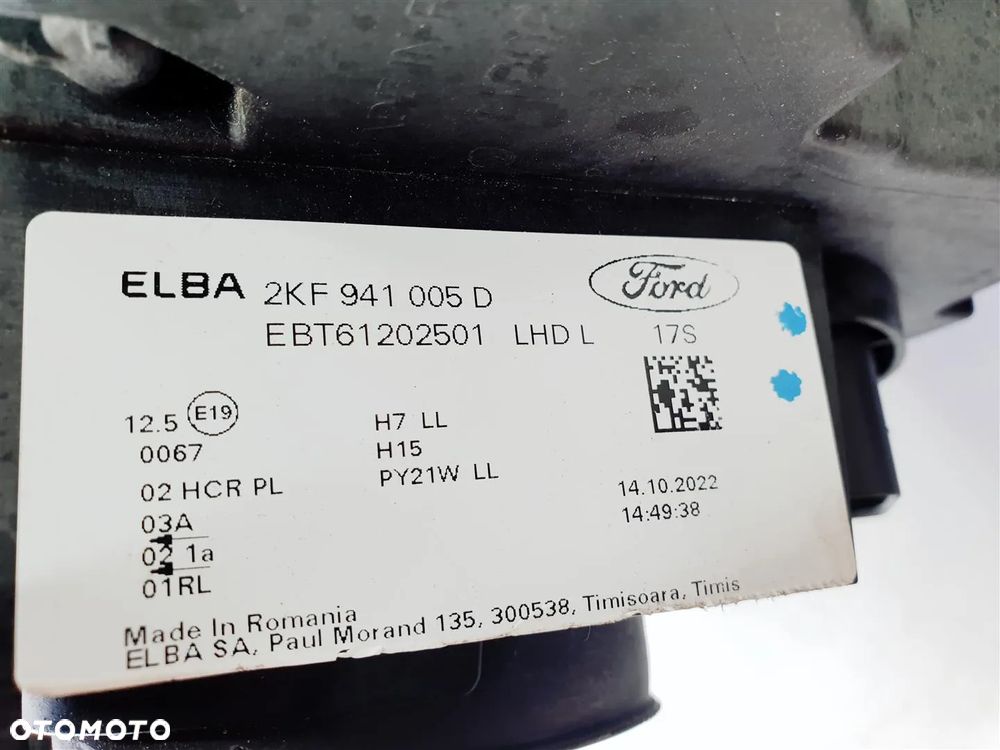 ELBA 2KF 941 005 D
Ford
EBT61202501 LHD L 17S
12.5 E19
0067
02 HCR PL
03A
02 1a
01RL
H7 LL
H15
PY21W LL
14.10.2022
14:49:38
Made In Romania
ELBA SA, Paul Morand 135, 300538, Timisoara, Timis
OTOMOTO